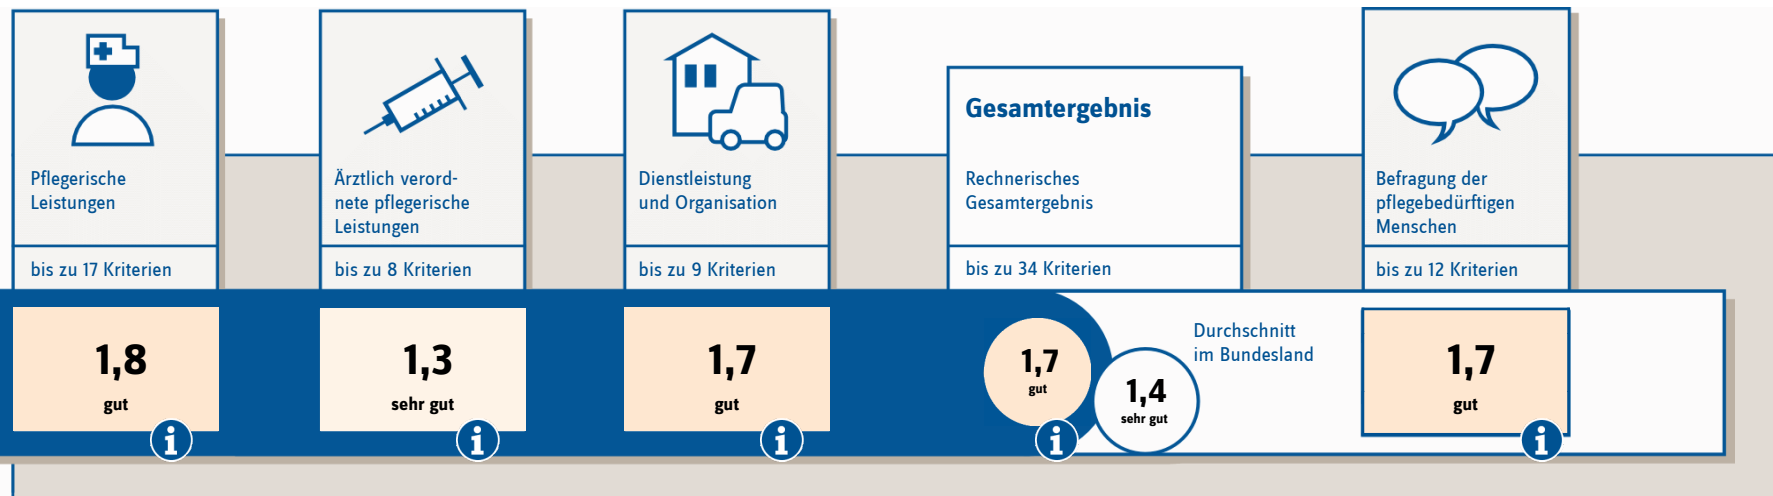 Pflegerische
Leistungen
bis zu 17 Kriterien
1,8
gut
i
Ärztlich verord-
nete pflegerische
Leistungen
bis zu 8 Kriterien
1,3
sehr gut
i
Dienstleistung
und Organisation
bis zu 9 Kriterien
1,7
gut
i
Gesamtergebnis
Rechnerisches
Gesamtergebnis
bis zu 34 Kriterien
1,7
gut
i
Durchschnitt
im Bundesland
1,4
sehr gut
Befragung der
pflegebedürftigen
Menschen
bis zu 12 Kriterien
1,7
gut
i